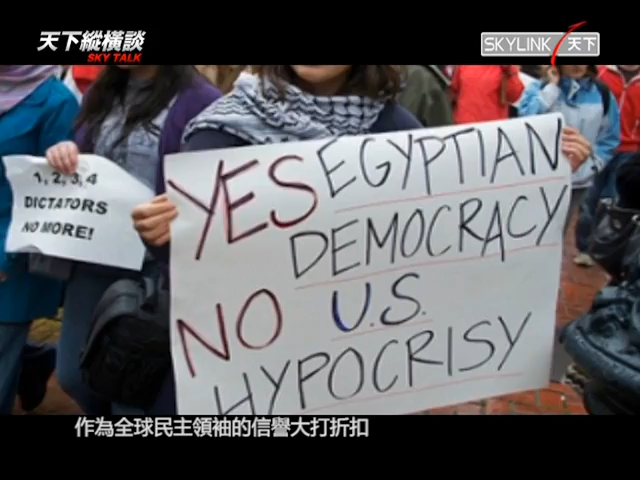 天下縱橫談
SKY TALK
SKYLINK 天下
1, 2, 3, 4
DICTATORS
NO MORE!
YES EGYPTIAN
DEMOCRACY
NO U.S.
HYPOCRISY
作為全球民主領袖的信譽大打折扣